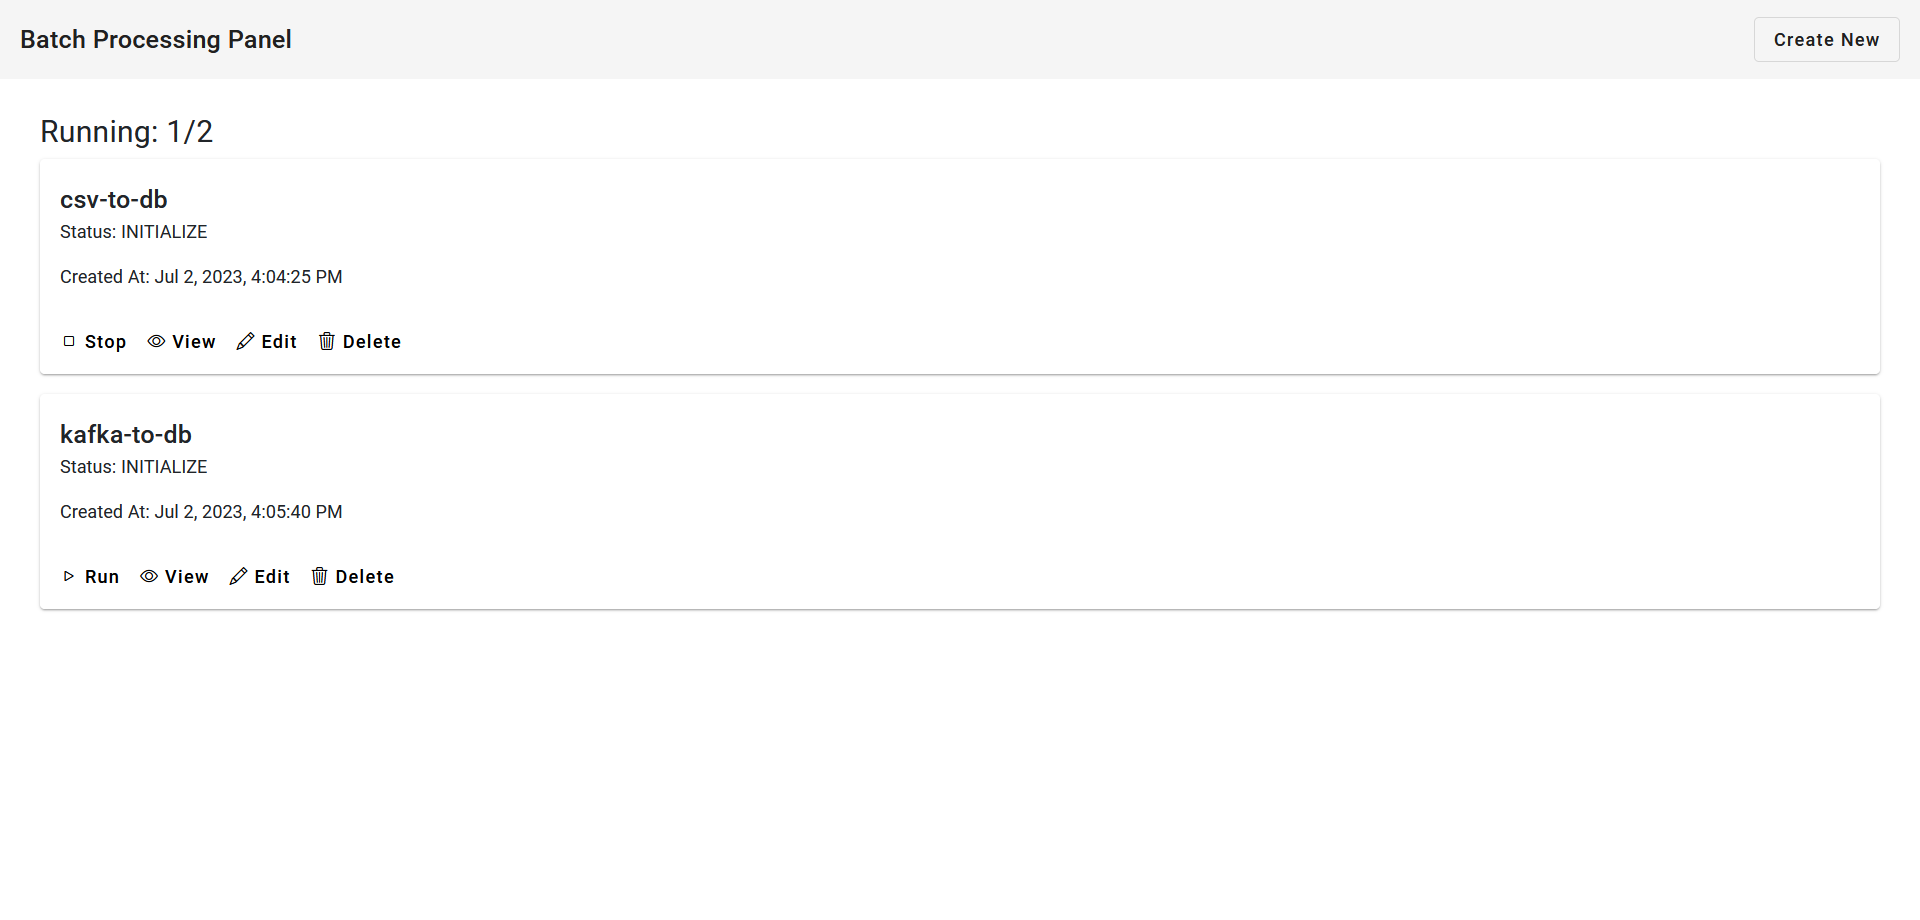 Batch Processing Panel
Create New
Running: 1/2
csv-to-db
Status: INITIALIZE
Created At: Jul 2, 2023, 4:04:25 PM
Stop View Edit Delete
kafka-to-db
Status: INITIALIZE
Created At: Jul 2, 2023, 4:05:40 PM
Run View Edit Delete